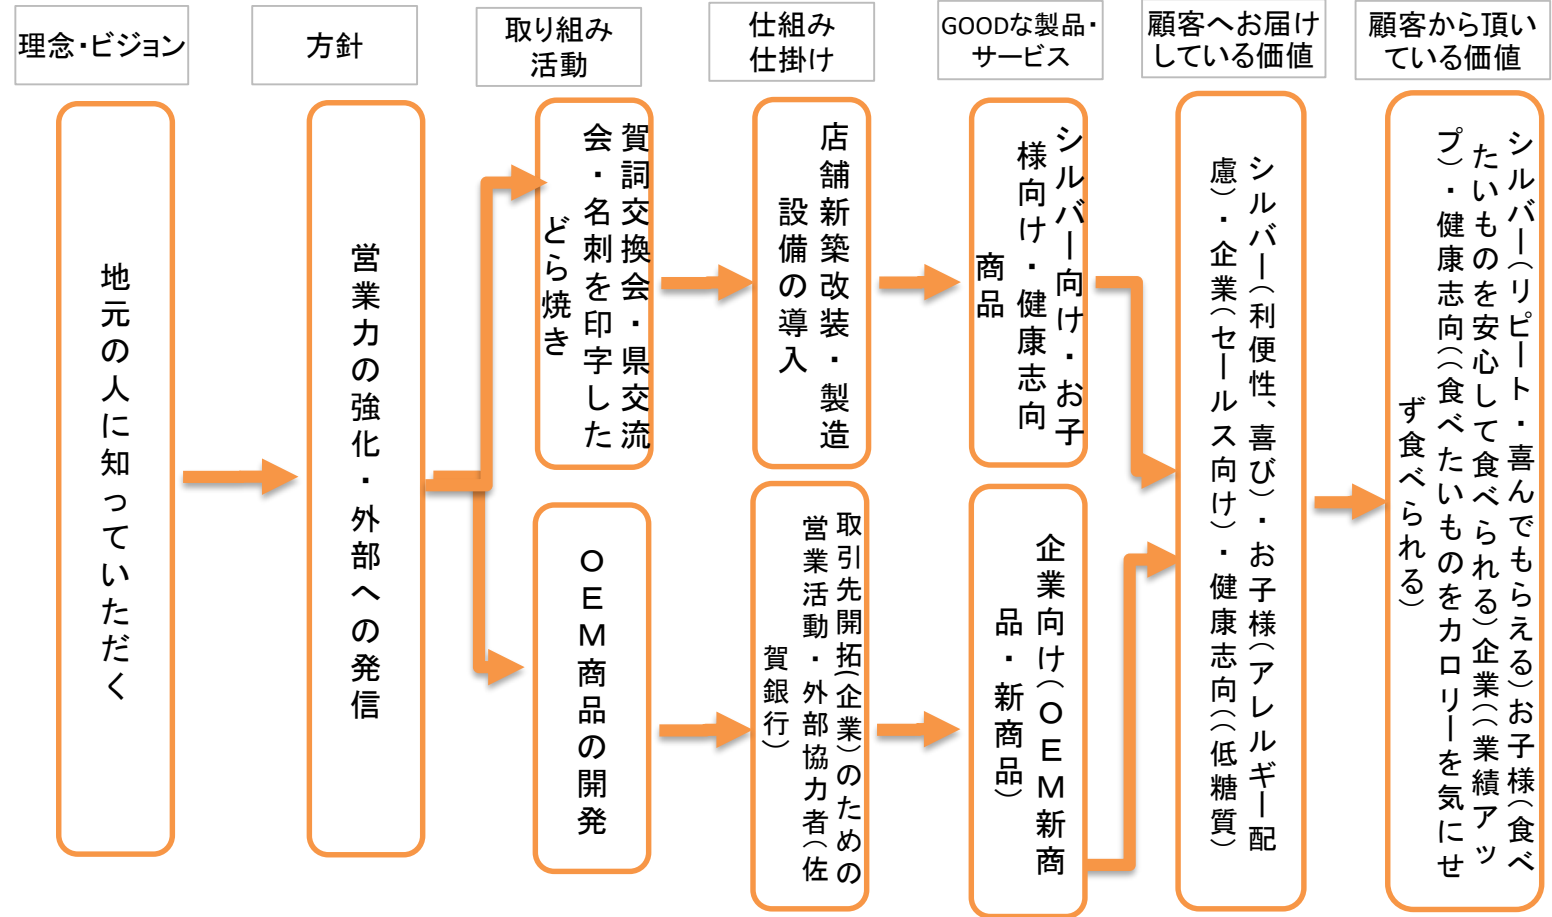 理念・ビジョン
方針
取り組み
活動
仕組み
仕掛け
GOODな製品・
サービス
顧客へお届け
している価値
顧客から頂い
ている価値
地元の人に知っていただく
営業力の強化・外部への発信
賀詞交換会・県交流
会・名刺を印字した
どら焼き
OEM商品の開発
店舗新築改装・製造
設備の導入
取引先開拓(企業)のための
営業活動・外部協力者(佐
賀銀行)
シルバー向け・お子
様向け・健康志向
商品
企業向け(OEM新商
品・新商品)
シルバー(利便性、喜び)・お子様(アレルギー配
慮)・企業(セールス向け)・健康志向((低糖質)
シルバー(リピート・喜んでもらえる)お子様(食べ
たいものを安心して食べられる)企業((業績アッ
プ)・健康志向((食べたいものをカロリーを気にせ
ず食べられる)